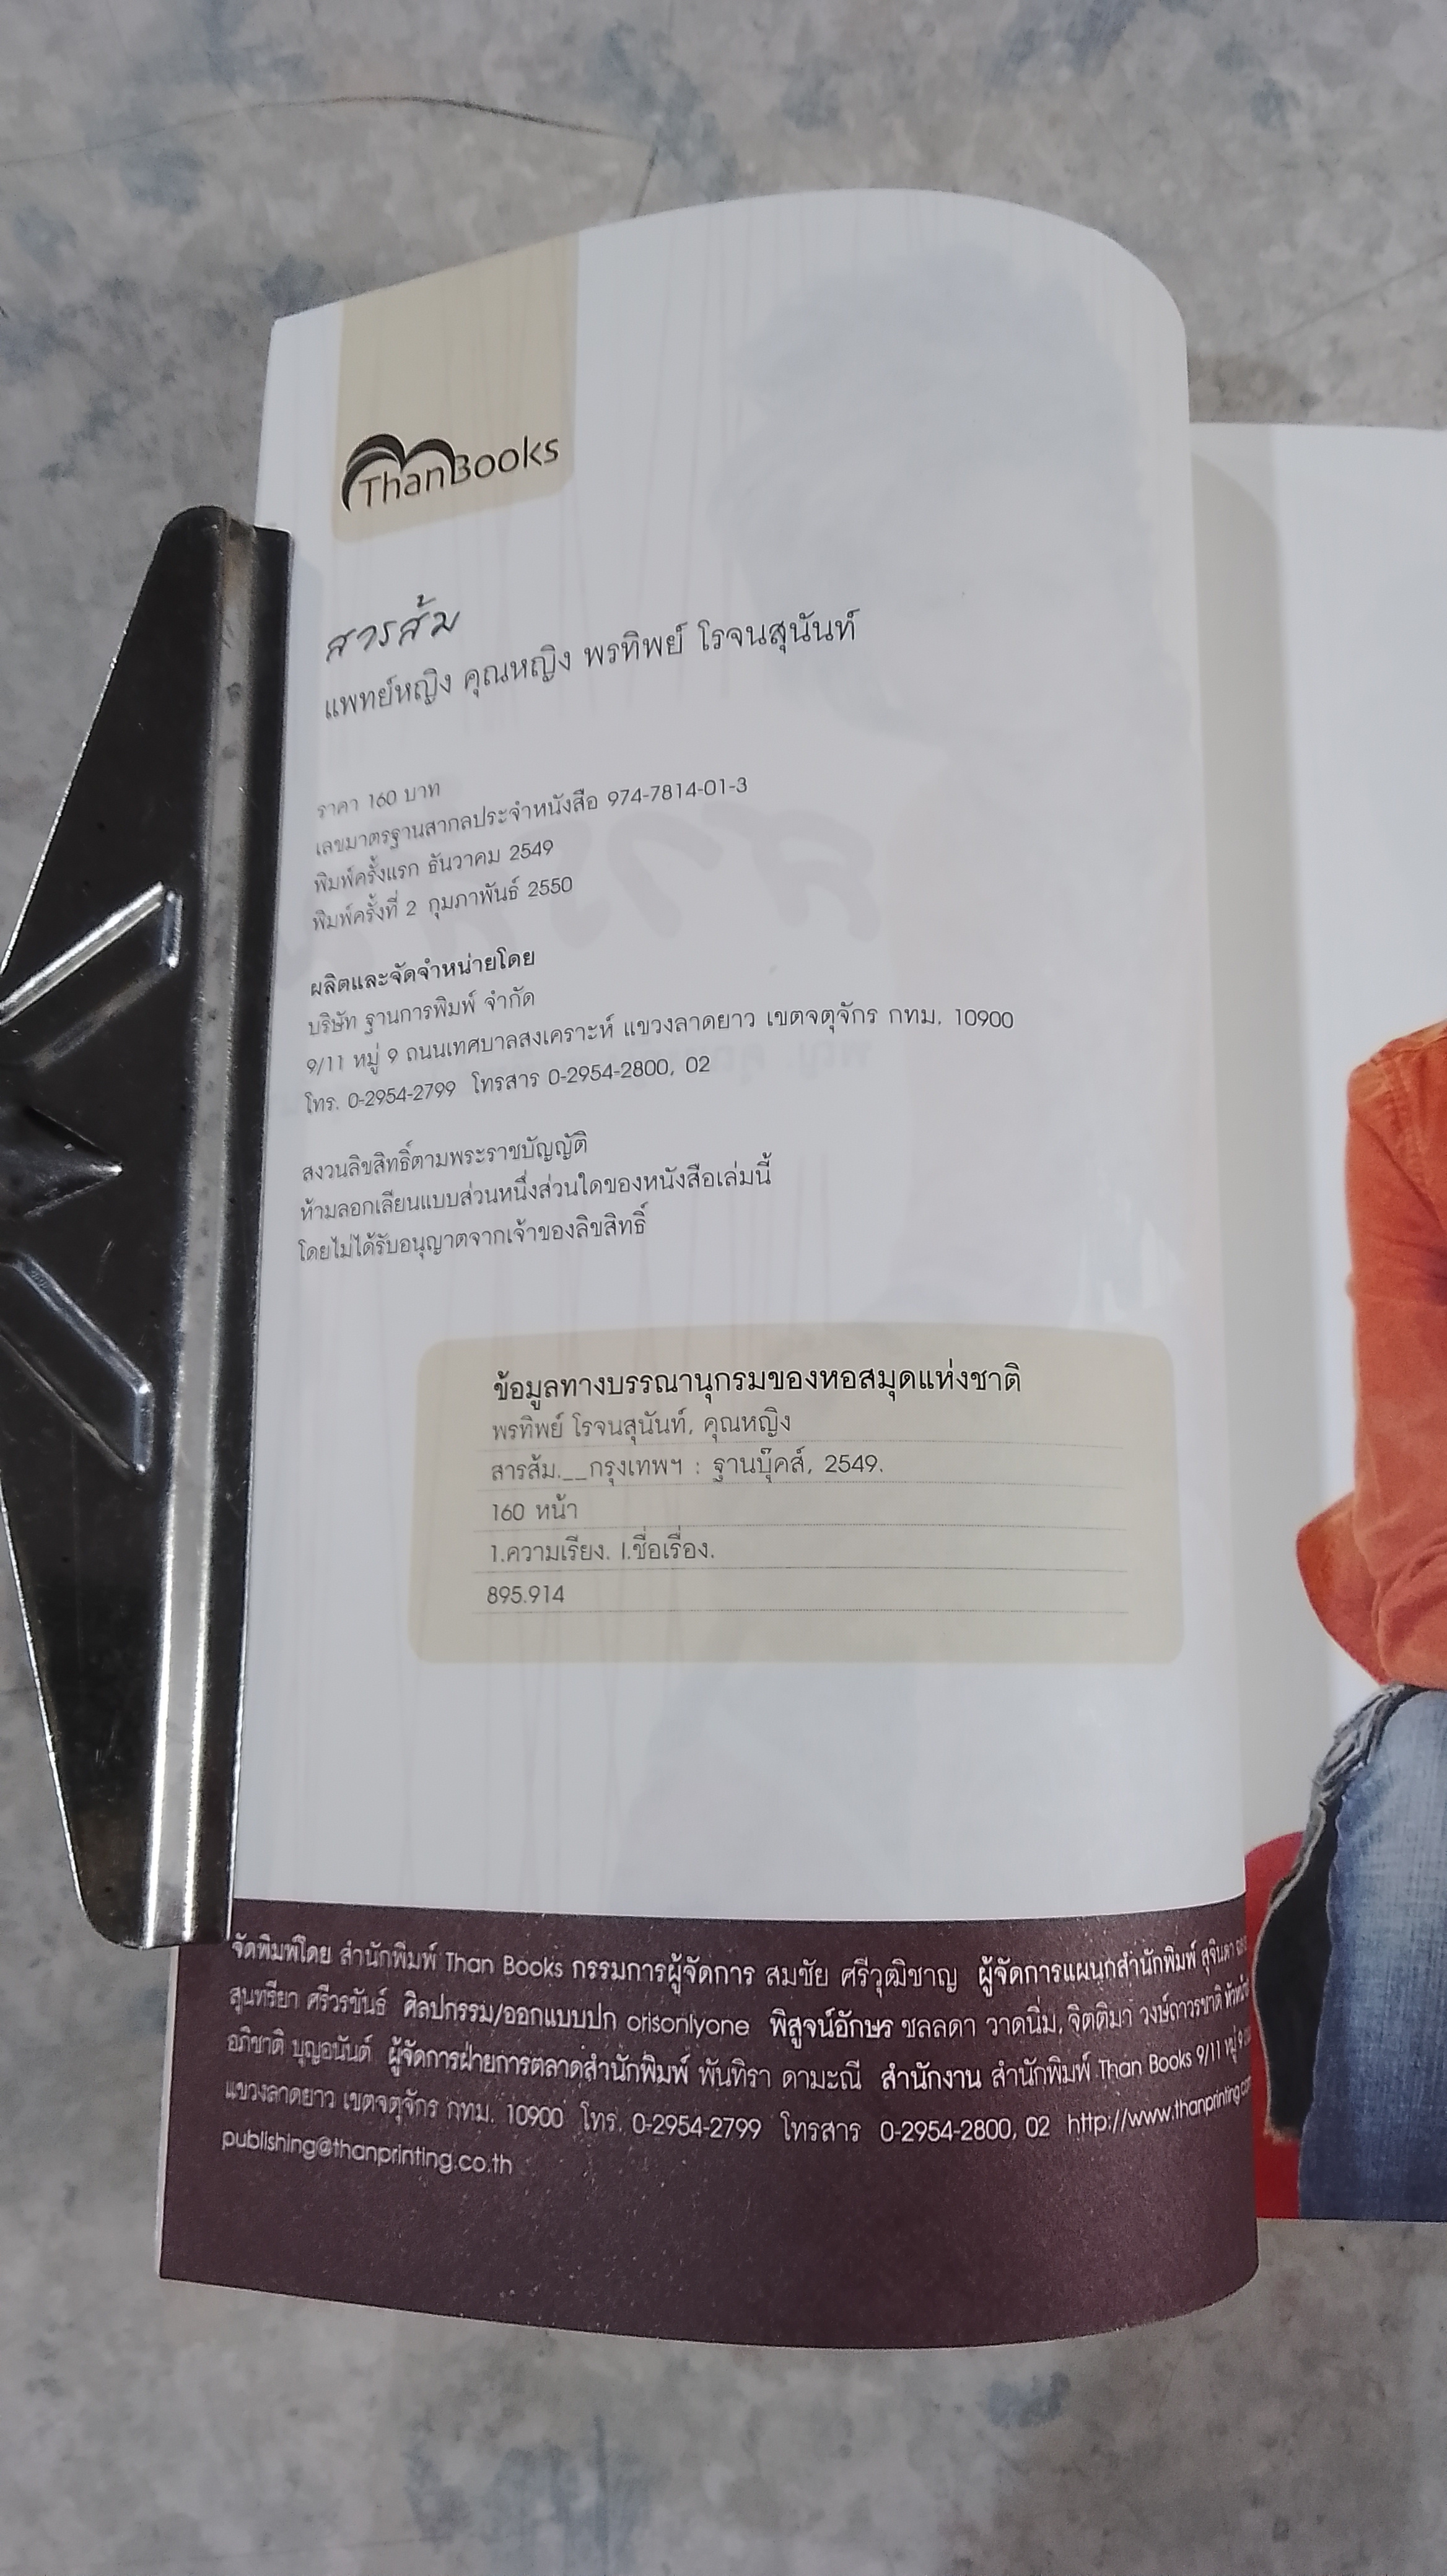 ThanBooks
สารส้ม
แพทย์หญิง คุณหญิง พรทิพย์ โรจนสุนันท์
ราคา 160 บาท
เลขมาตรฐานสากลประจำหนังสือ 974-7814-01-3
พิมพ์ครั้งแรก ธันวาคม 2549
พิมพ์ครั้งที่ 2 กุมภาพันธ์ 2550
ผลิตและจัดจำหน่ายโดย
บริษัท ฐานการพิมพ์ จำกัด
9/11 หมู่ 9 ถนนเทศบาลสงเคราะห์ แขวงลาดยาว เขตจตุจักร กทม. 10900
โทร. 0-2954-2799 โทรสาร 0-2954-2800, 02
สงวนลิขสิทธิ์ตามพระราชบัญญัติ
ห้ามลอกเลียนแบบส่วนหนึ่งส่วนใดของหนังสือเล่มนี้
โดยไม่ได้รับอนุญาตจากเจ้าของลิขสิทธิ์
ข้อมูลทางบรรณานุกรมของหอสมุดแห่งชาติ
พรทิพย์ โรจนสุนันท์, คุณหญิง
สารส้ม.__กรุงเทพฯ : ฐานบุ๊คส์, 2549.
160 หน้า
1.ความเรียง. I.ชื่อเรื่อง.
895.914
จัดพิมพ์โดย สำนักพิมพ์ Than Books กรรมการผู้จัดการ สมชัย ศรีวุฒิชาญ ผู้จัดการแผนกสำนักพิมพ์ สุจินดา
สุนทรียา ศรีวรขันธ์ ศิลปกรรม/ออกแบบปก orisonlyone พิสูจน์อักษร ชลลดา วาดนิ่ม, จิตติมา วงษ์ถาวรชาติ
อภิชาติ บุญอนันต์ ผู้จัดการฝ่ายการตลาดสำนักพิมพ์ พันทิรา ดามะณี สำนักงาน สำนักพิมพ์ Than Books 9/11 หมู่ 9
แขวงลาดยาว เขตจตุจักร กทม. 10900 โทร. 0-2954-2799 โทรสาร 0-2954-2800, 02 http://www.thanprinting.co
publishing@thanprinting.co.th